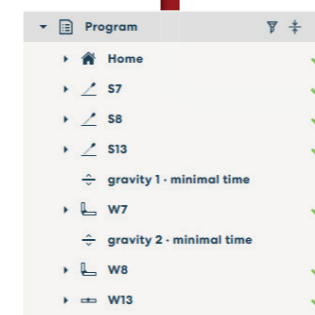 Program
Home
S7
S8
S13
gravity 1 - minimal time
W7
gravity 2 - minimal time
W8
W13